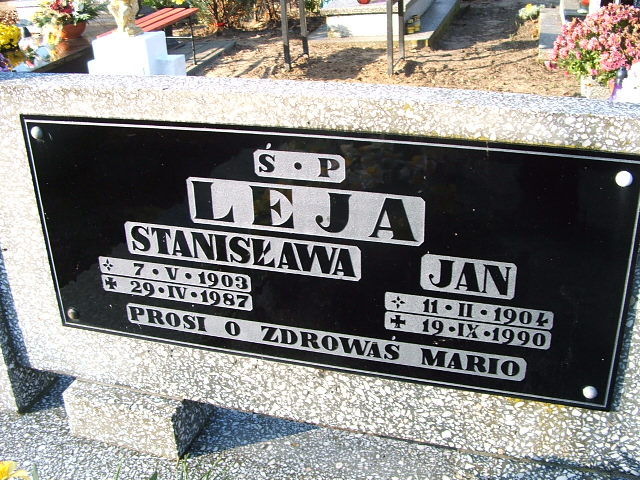 Ś•P
LEJA
STANISŁAWA
✣ 7•V•1903
✚ 29•IV•1987
JAN
✣ 11•II•1904
✚ 19•IX•1990
PROSI O ZDROWAŚ MARIO